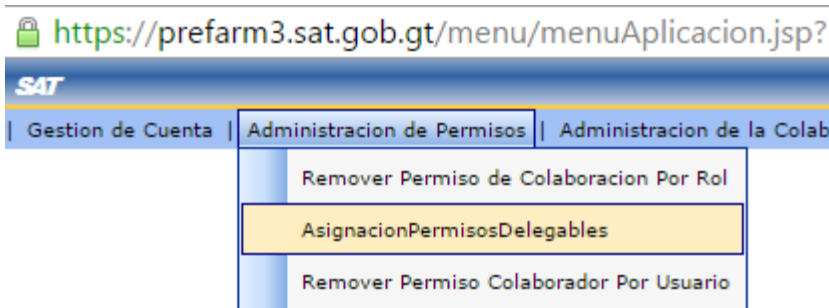 https://prefarm3.sat.gob.gt/menu/menuAplicacion.jsp?
SAT
| Gestion de Cuenta | Administracion de Permisos | Administracion de la Colab
Remover Permiso de Colaboracion Por Rol
AsignacionPermisosDelegables
Remover Permiso Colaborador Por Usuario